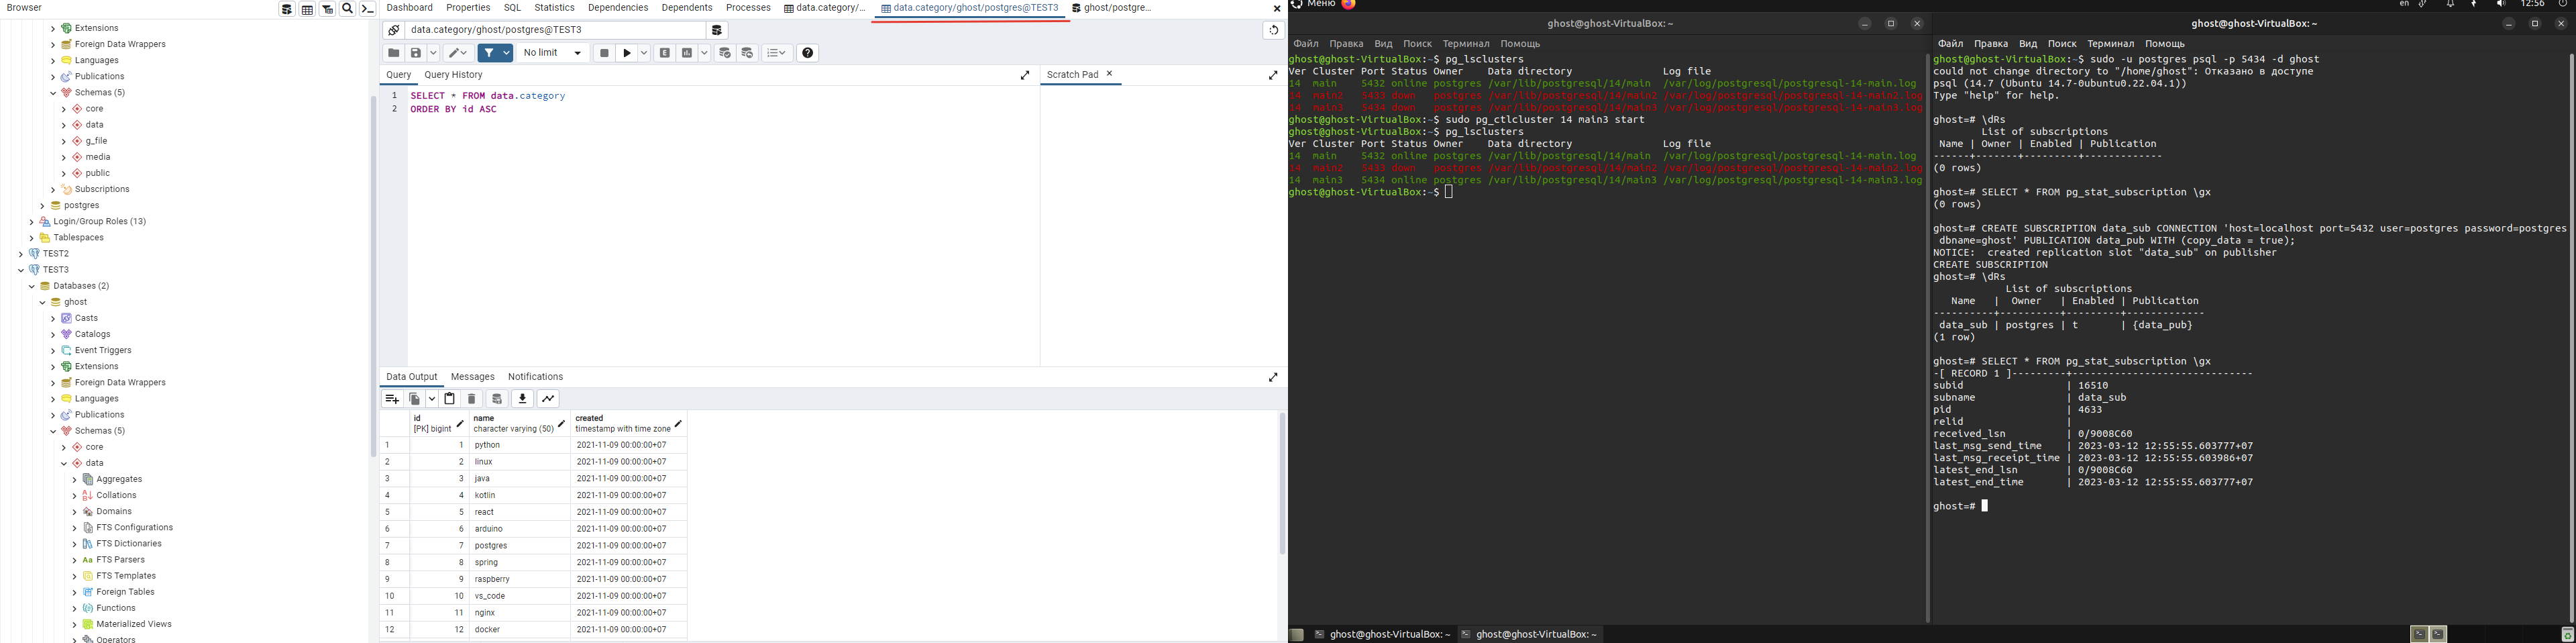 Browser
Extensions
Foreign Data Wrappers
Languages
Publications
Schemas (5)
core
data
g_file
media
public
Subscriptions
postgres
Login/Group Roles (13)
Tablespaces
TEST2
TEST3
Databases (2)
ghost
Casts
Catalogs
Event Triggers
Extensions
Foreign Data Wrappers
Languages
Publications
Schemas (5)
core
data
Aggregates
Collations
Domains
FTS Configurations
FTS Dictionaries
FTS Parsers
FTS Templates
Foreign Tables
Functions
Materialized Views
Operators
Dashboard Properties SQL Statistics Dependencies Dependents Processes data.category/... data.category/ghost/postgres@TEST3 ghost/postgre...
data.category/ghost/postgres@TEST3
No limit
Query Query History
Scratch Pad
1 SELECT * FROM data.category
2 ORDER BY id ASC
Data Output Messages Notifications
id name created
[PK] bigint character varying (50) timestamp with time zone
1 1 python 2021-11-09 00:00:00+07
2 2 linux 2021-11-09 00:00:00+07
3 3 java 2021-11-09 00:00:00+07
4 4 kotlin 2021-11-09 00:00:00+07
5 5 react 2021-11-09 00:00:00+07
6 6 arduino 2021-11-09 00:00:00+07
7 7 postgres 2021-11-09 00:00:00+07
8 8 spring 2021-11-09 00:00:00+07
9 9 raspberry 2021-11-09 00:00:00+07
10 10 vs_code 2021-11-09 00:00:00+07
11 11 nginx 2021-11-09 00:00:00+07
12 12 docker 2021-11-09 00:00:00+07
Меню
en 12:56
ghost@ghost-VirtualBox: ~
Файл Правка Вид Поиск Терминал Помощь
ghost@ghost-VirtualBox:~$ pg_lsclusters
Ver Cluster Port Status Owner Data directory Log file
14 main 5432 online postgres /var/lib/postgresql/14/main /var/log/postgresql/postgresql-14-main.log
14 main2 5433 down postgres /var/lib/postgresql/14/main2 /var/log/postgresql/postgresql-14-main2.log
14 main3 5434 down postgres /var/lib/postgresql/14/main3 /var/log/postgresql/postgresql-14-main3.log
ghost@ghost-VirtualBox:~$ sudo pg_ctlcluster 14 main3 start
ghost@ghost-VirtualBox:~$ pg_lsclusters
Ver Cluster Port Status Owner Data directory Log file
14 main 5432 online postgres /var/lib/postgresql/14/main /var/log/postgresql/postgresql-14-main.log
14 main2 5433 down postgres /var/lib/postgresql/14/main2 /var/log/postgresql/postgresql-14-main2.log
14 main3 5434 online postgres /var/lib/postgresql/14/main3 /var/log/postgresql/postgresql-14-main3.log
ghost@ghost-VirtualBox:~$
ghost@ghost-VirtualBox: ~
Файл Правка Вид Поиск Терминал Помощь
ghost@ghost-VirtualBox:~$ sudo -u postgres psql -p 5434 -d ghost
could not change directory to "/home/ghost": Отказано в доступе
psql (14.7 (Ubuntu 14.7-0ubuntu0.22.04.1))
Type "help" for help.
ghost=# \dRs
List of subscriptions
Name | Owner | Enabled | Publication
------+-------+---------+-------------
(0 rows)
ghost=# SELECT * FROM pg_stat_subscription \gx
(0 rows)
ghost=# CREATE SUBSCRIPTION data_sub CONNECTION 'host=localhost port=5432 user=postgres password=postgres
dbname=ghost' PUBLICATION data_pub WITH (copy_data = true);
NOTICE: created replication slot "data_sub" on publisher
CREATE SUBSCRIPTION
ghost=# \dRs
List of subscriptions
Name | Owner | Enabled | Publication
----------+----------+---------+-------------
data_sub | postgres | t | {data_pub}
(1 row)
ghost=# SELECT * FROM pg_stat_subscription \gx
-[ RECORD 1 ]---------+------------------------------
subid | 16510
subname | data_sub
pid | 4633
relid |
received_lsn | 0/9008C60
last_msg_send_time | 2023-03-12 12:55:55.603777+07
last_msg_receipt_time | 2023-03-12 12:55:55.603986+07
latest_end_lsn | 0/9008C60
latest_end_time | 2023-03-12 12:55:55.603777+07
ghost=#
ghost@ghost-VirtualBox: ~ ghost@ghost-VirtualBox: ~